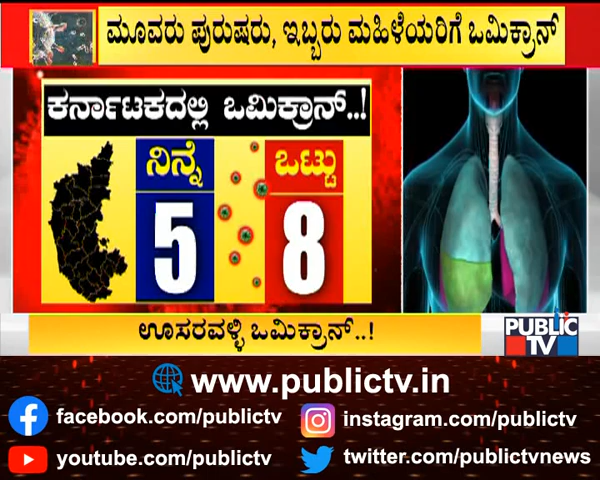 ಮೂವರು ಪುರುಷರು, ಇಬ್ಬರು ಮಹಿಳೆಯರಿಗೆ ಒಮಿಕ್ರಾನ್
ಕರ್ನಾಟಕದಲ್ಲಿ ಒಮಿಕ್ರಾನ್..!
ನಿನ್ನೆ
5
ಒಟ್ಟು
8
ಊಸರವಳ್ಳಿ ಒಮಿಕ್ರಾನ್..!
PUBLIC
TV
www.publictv.in
facebook.com/publictv
instagram.com/publictv
youtube.com/publictv
twitter.com/publictvnews